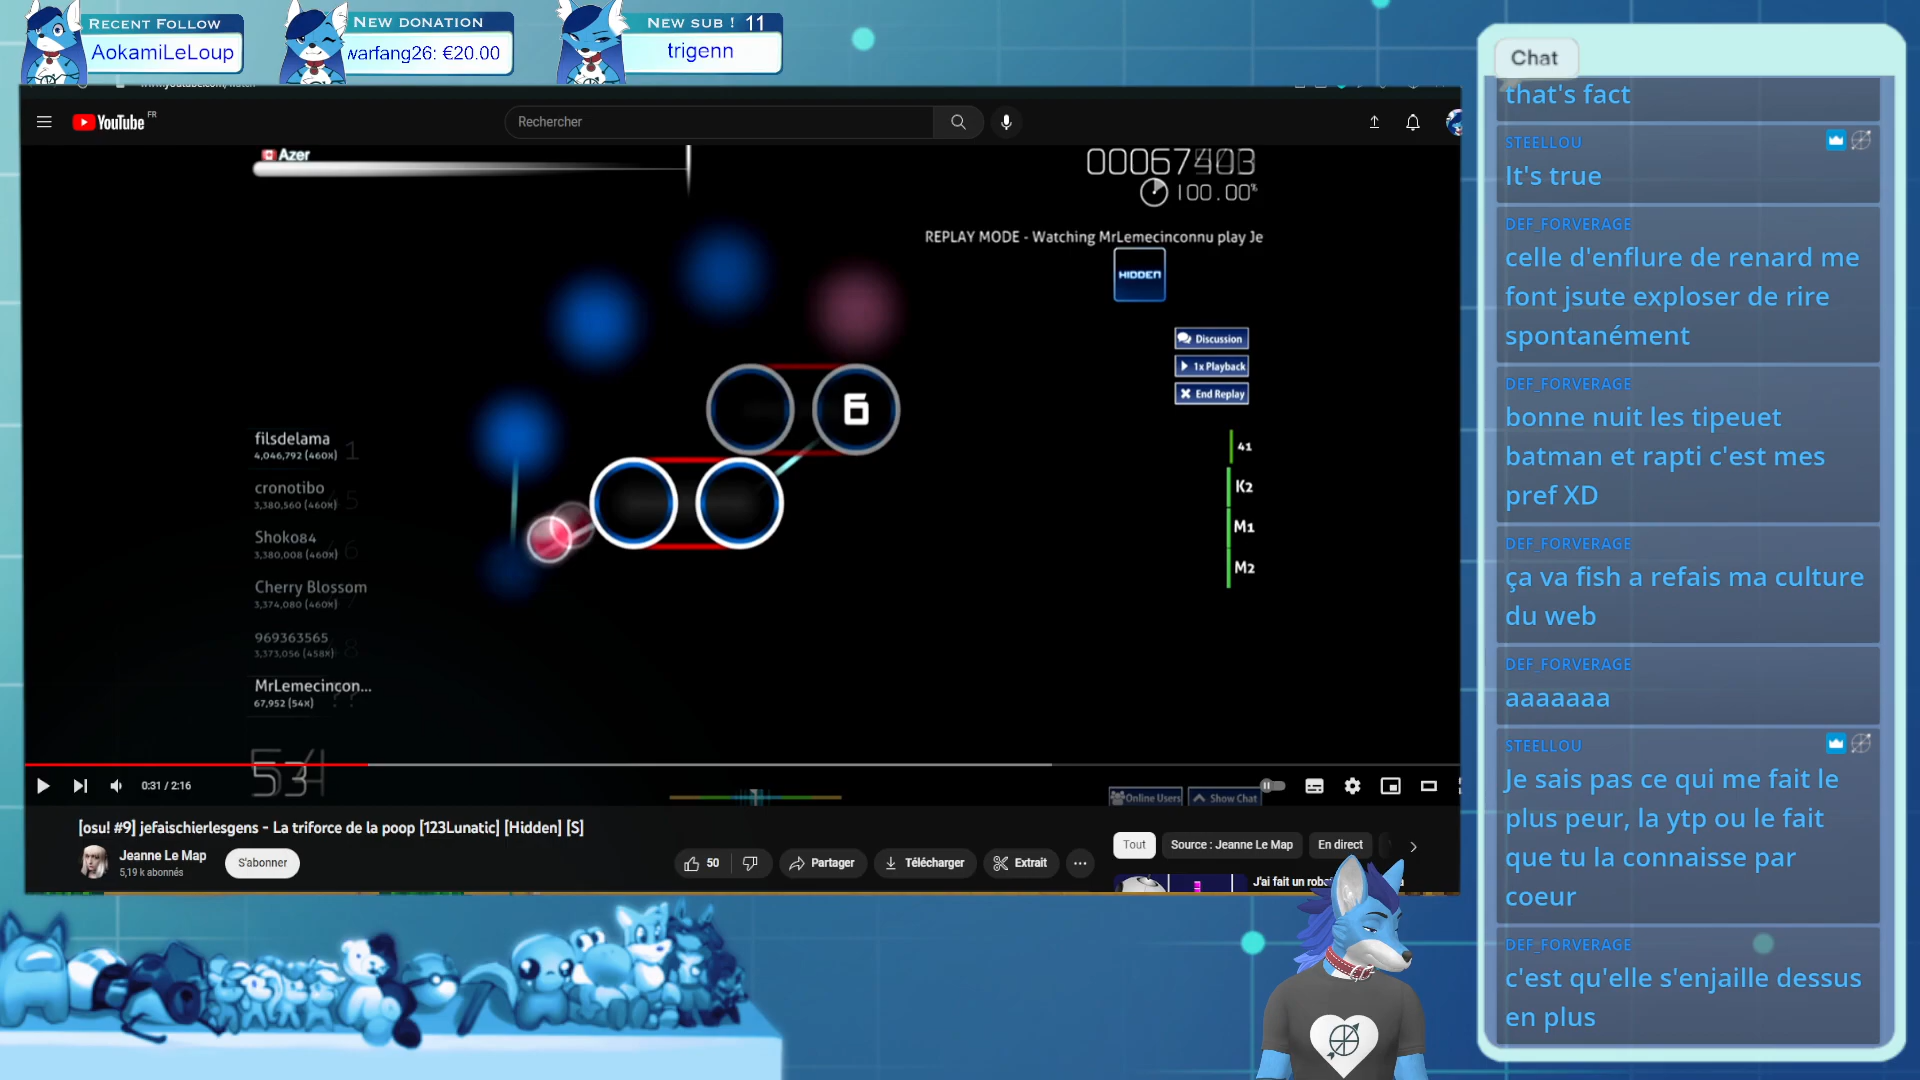 RECENT FOLLOW
AokamiLeLoup
NEW DONATION
warfang26: €20.00
NEW SUB ! 11
trigenn
YouTube FR
Rechercher
Azer
100.00%
REPLAY MODE - Watching MrLemecinconnu play Je
HIDDEN
Discussion
1x Playback
End Replay
6
filsdelama
4,046,792 (460x) 1
cronotibo
3,380,560 (460x) 5
Shoko84
3,380,008 (460x) 6
Cherry Blossom
3,374,080 (460x)
969363565
3,373,056 (458x) 8
MrLemecincon...
67,952 (54x)
41
K2
M1
M2
0:31 / 2:16
Online Users
Show Chat
[osu! #9] jefaischierlesgens - La triforce de la poop [123Lunatic] [Hidden] [S]
Jeanne Le Map
5,19 k abonnés
S'abonner
50
Partager
Télécharger
Extrait
Tout
Source : Jeanne Le Map
En direct
J'ai fait un robo
Chat
that's fact
STEELLOU
It's true
DEF_FORVERAGE
celle d'enflure de renard me
font jsute exploser de rire
spontanément
DEF_FORVERAGE
bonne nuit les tipeuet
batman et rapti c'est mes
pref XD
DEF_FORVERAGE
ça va fish a refais ma culture
du web
DEF_FORVERAGE
aaaaaaa
STEELLOU
Je sais pas ce qui me fait le
plus peur, la ytp ou le fait
que tu la connaisse par
coeur
DEF_FORVERAGE
c'est qu'elle s'enjaille dessus
en plus